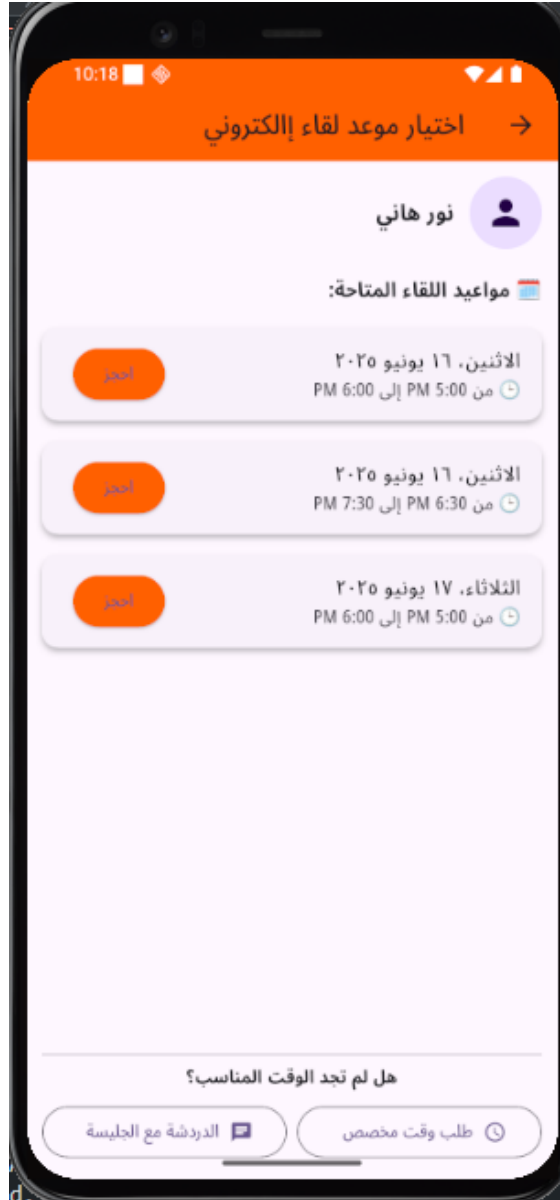 10:18
اختيار موعد لقاء إالكتروني
نور هاني
🗓️ مواعيد اللقاء المتاحة:
الاثنين، ١٦ يونيو ٢٠٢٥
🕒 من 5:00 PM إلى 6:00 PM
احجز
الاثنين، ١٦ يونيو ٢٠٢٥
🕒 من 6:30 PM إلى 7:30 PM
احجز
الثلاثاء، ١٧ يونيو ٢٠٢٥
🕒 من 5:00 PM إلى 6:00 PM
احجز
هل لم تجد الوقت المناسب؟
طلب وقت مخصص
الدردشة مع الجليسة